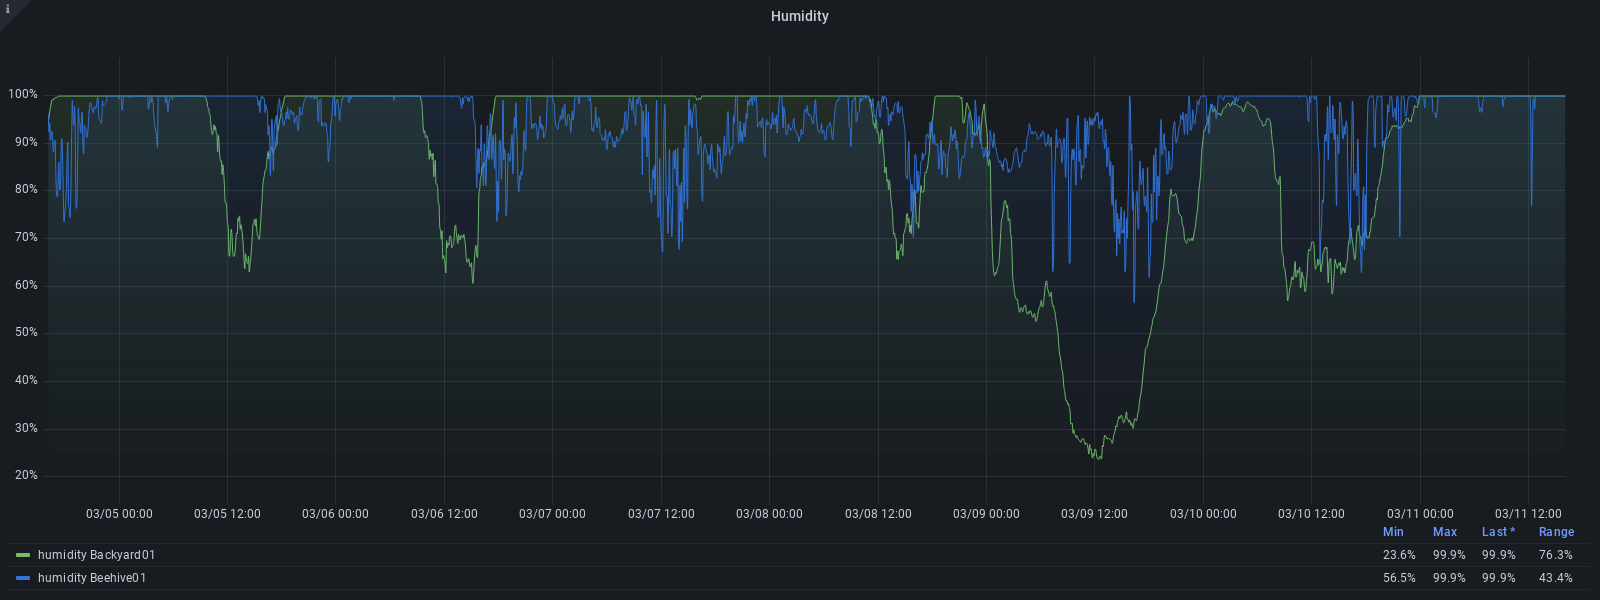 i
Humidity
100%
90%
80%
70%
60%
50%
40%
30%
20%
03/05 00:00 03/05 12:00 03/06 00:00 03/06 12:00 03/07 00:00 03/07 12:00 03/08 00:00 03/08 12:00 03/09 00:00 03/09 12:00 03/10 00:00 03/10 12:00 03/11 00:00 03/11 12:00
Min Max Last * Range
humidity Backyard01 23.6% 99.9% 99.9% 76.3%
humidity Beehive01 56.5% 99.9% 99.9% 43.4%